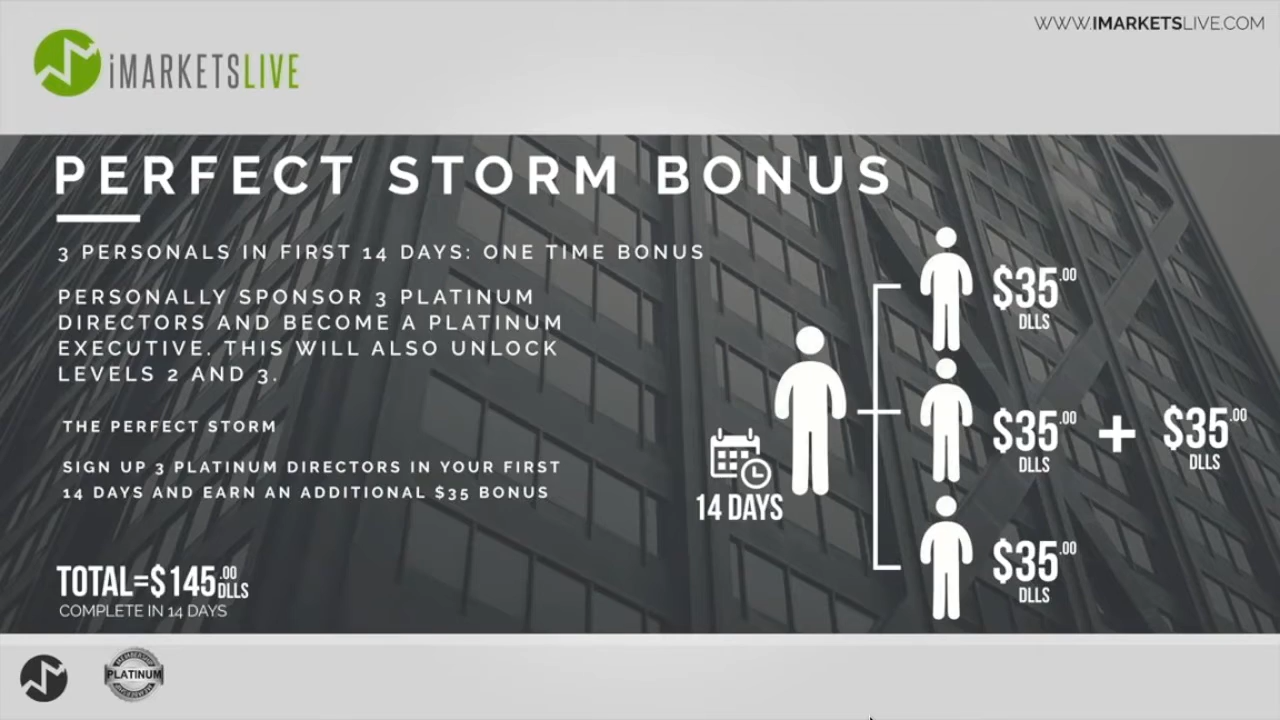 WWW.IMARKETSLIVE.COM
iMARKETSLIVE
PERFECT STORM BONUS
3 PERSONALS IN FIRST 14 DAYS: ONE TIME BONUS
PERSONALLY SPONSOR 3 PLATINUM
DIRECTORS AND BECOME A PLATINUM
EXECUTIVE. THIS WILL ALSO UNLOCK
LEVELS 2 AND 3.
THE PERFECT STORM
SIGN UP 3 PLATINUM DIRECTORS IN YOUR FIRST
14 DAYS AND EARN AN ADDITIONAL $35 BONUS
TOTAL=$145.00 DLLS
COMPLETE IN 14 DAYS
14 DAYS
$35.00
DLLS
$35.00 + $35.00
DLLS DLLS
$35.00
DLLS
PLATINUM